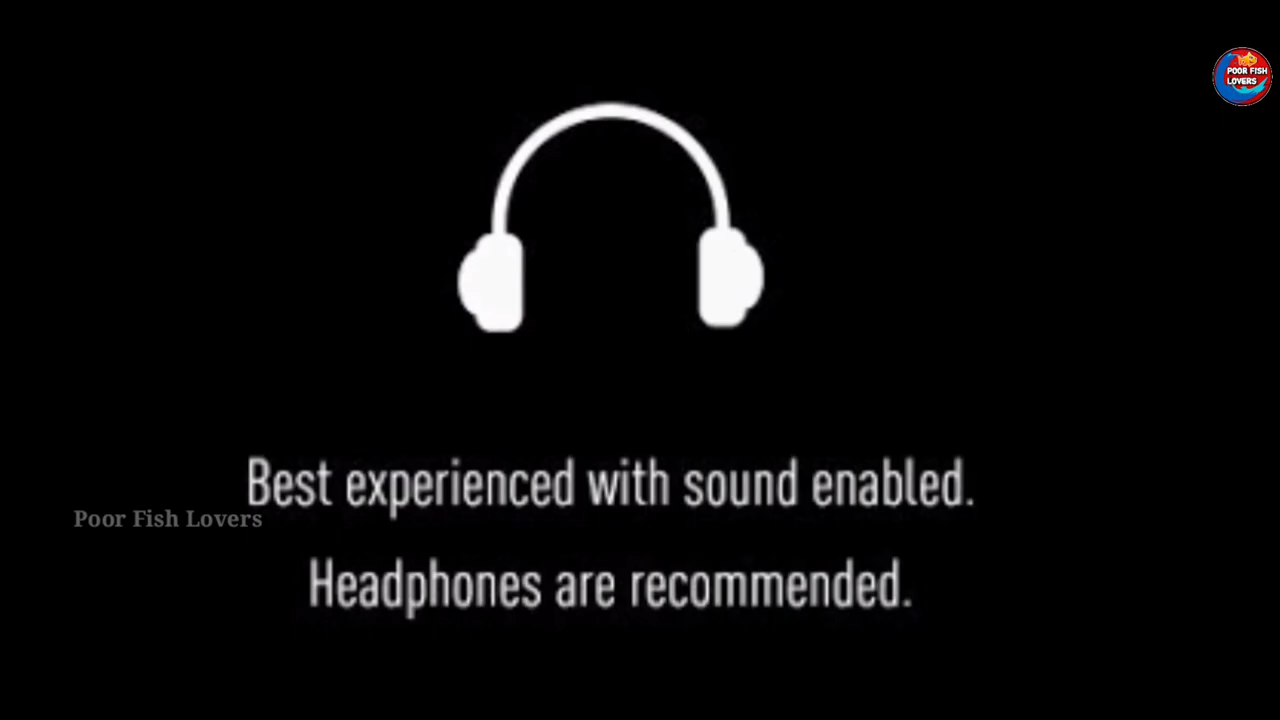 POOR FISH
LOVERS
Best experienced with sound enabled.
Poor Fish Lovers
Headphones are recommended.